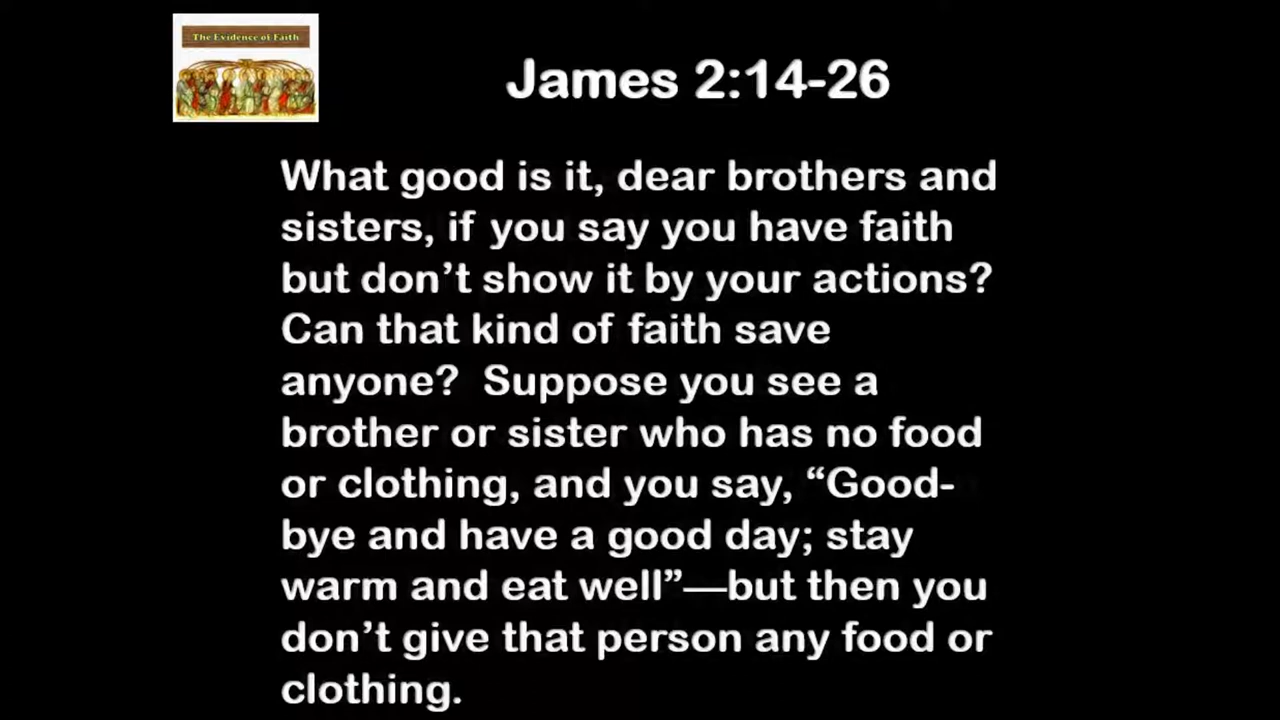 The Evidence of Faith
James 2:14-26
What good is it, dear brothers and
sisters, if you say you have faith
but don’t show it by your actions?
Can that kind of faith save
anyone?  Suppose you see a
brother or sister who has no food
or clothing, and you say, “Good-
bye and have a good day; stay
warm and eat well”—but then you
don’t give that person any food or
clothing.